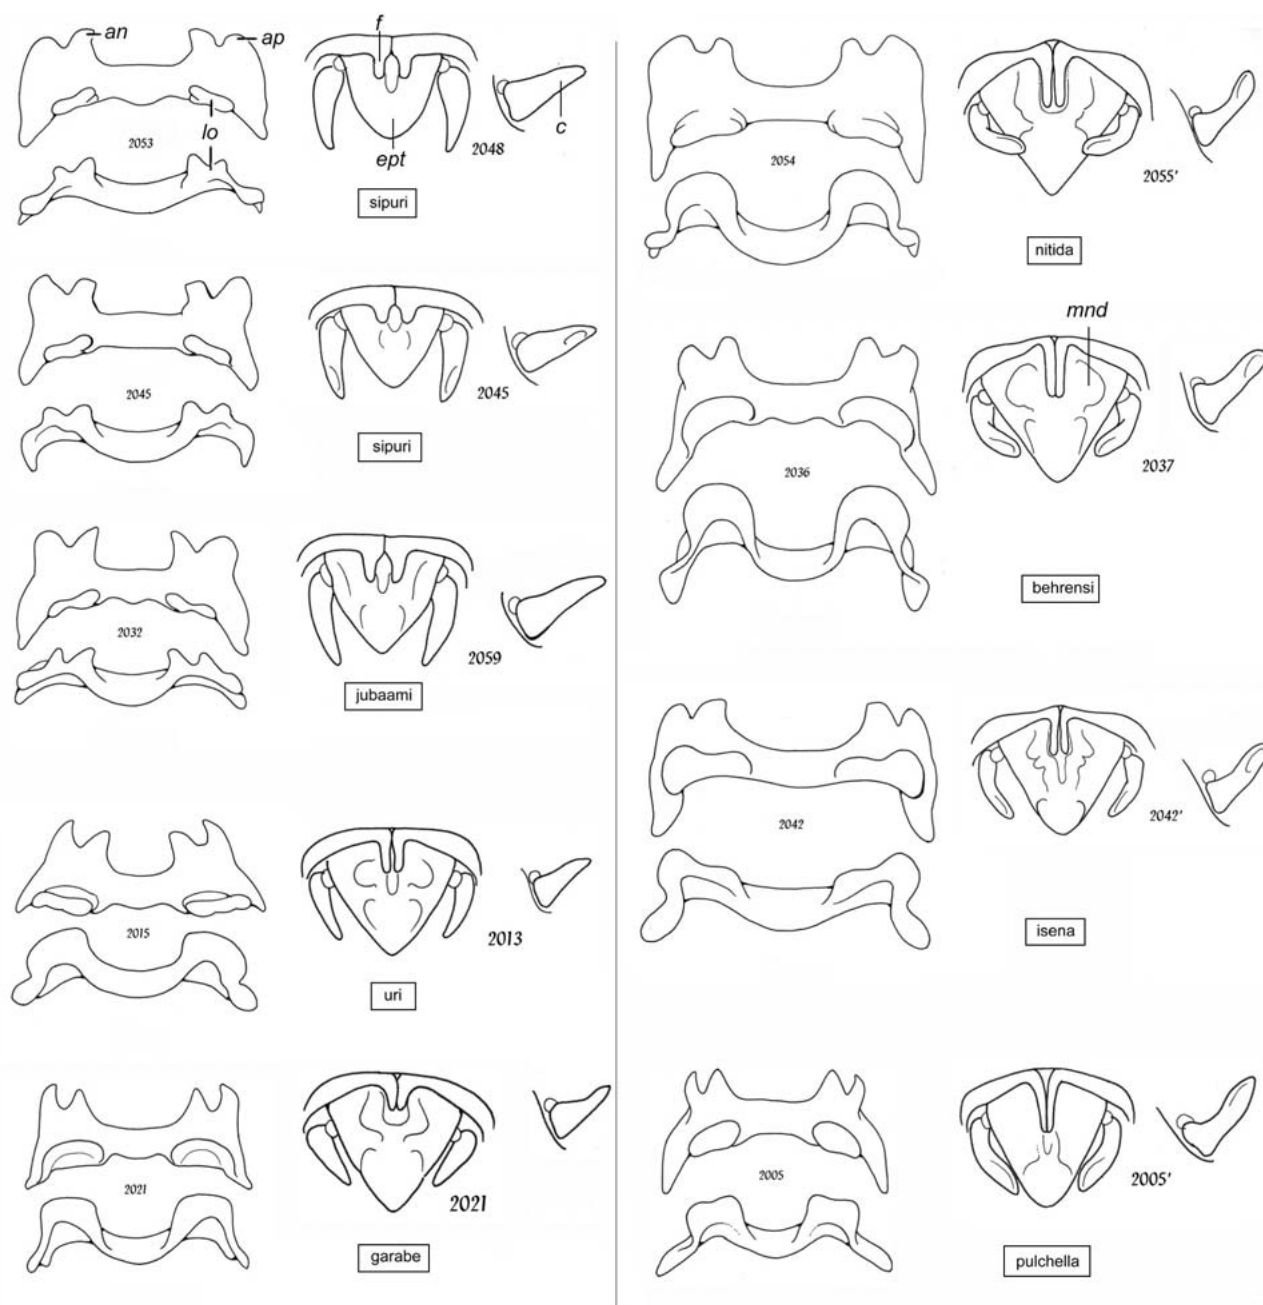 an
ap
f
lo
2053
ept
c
2048
sipuri
2045
2045
sipuri
2032
2059
jubaami
2015
2013
uri
2021
2021
garabe
2054
2055'
nitida
mnd
2036
2037
behrensi
2042
2042'
isena
2005
2005'
pulchella